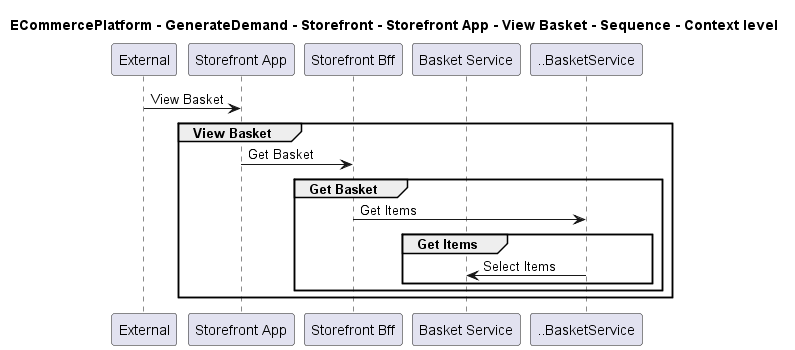 ECommercePlatform - GenerateDemand - Storefront - Storefront App - View Basket - Sequence - Context level
External Storefront App Storefront Bff Basket Service ..BasketService
View Basket
View Basket
Get Basket
Get Basket
Get Items
Get Items
Select Items
External Storefront App Storefront Bff Basket Service ..BasketService